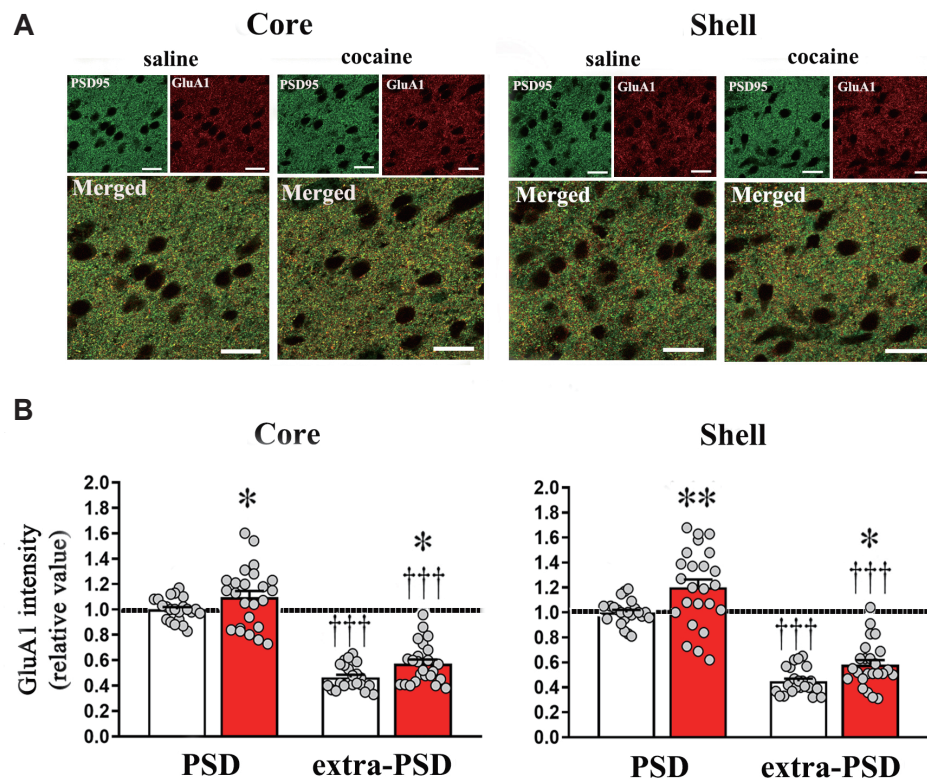 A
Core
Shell
saline
cocaine
saline
cocaine
PSD95
GluA1
PSD95
GluA1
PSD95
GluA1
PSD95
GluA1
Merged
Merged
Merged
Merged
B
Core
Shell
GluA1 intensity
(relative value)
2.0
1.8
1.6
1.4
1.2
1.0
0.8
0.6
0.4
0.2
0.0
*
†††
*
†††
PSD
extra-PSD
2.0
1.8
1.6
1.4
1.2
1.0
0.8
0.6
0.4
0.2
0.0
**
†††
*
†††
PSD
extra-PSD